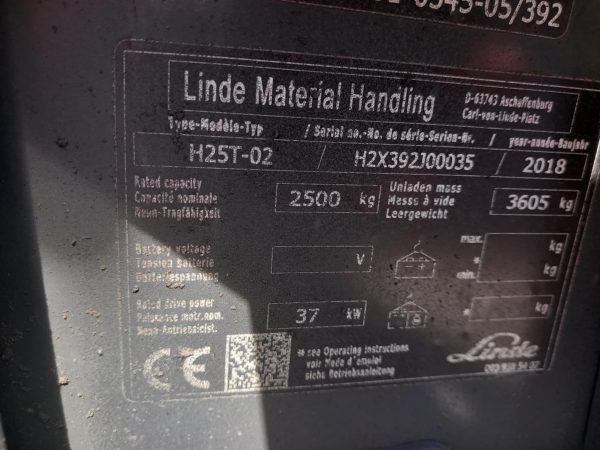 0545-05/392
Linde Material Handling
D-63743 Aschaffenburg
Carl-von-Linde-Platz
Type-Modèle-Typ / Serial no.-No. de série-Serien-Nr. / year-année-Baujahr
H25T-02 / H2X392J00035 / 2018
Rated capacity
Capacité nominale
Nenn-Tragfähigkeit
2500 kg
Unladen mass
Masse à vide
Leergewicht
3605 kg
Battery voltage
Tension batterie
Batteriespannung
V
max. kg
*
min. kg
Rated drive power
Puissance motr.nom.
Nenn-Antriebsleist.
37 kW
* kg
CE
* see Operating instructions
voir Mode d'emploi
siehe Betriebsanleitung
Linde